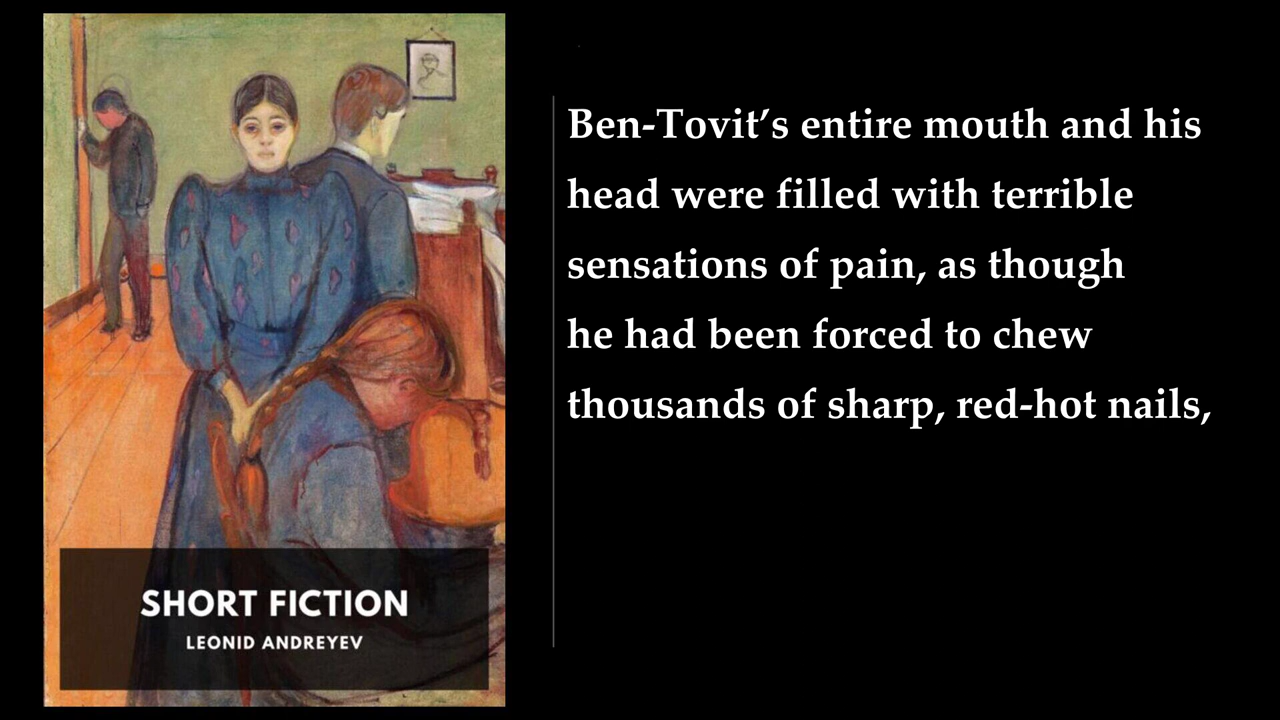 SHORT FICTION
LEONID ANDREYEV
Ben-Tovit’s entire mouth and his
head were filled with terrible
sensations of pain, as though
he had been forced to chew
thousands of sharp, red-hot nails,